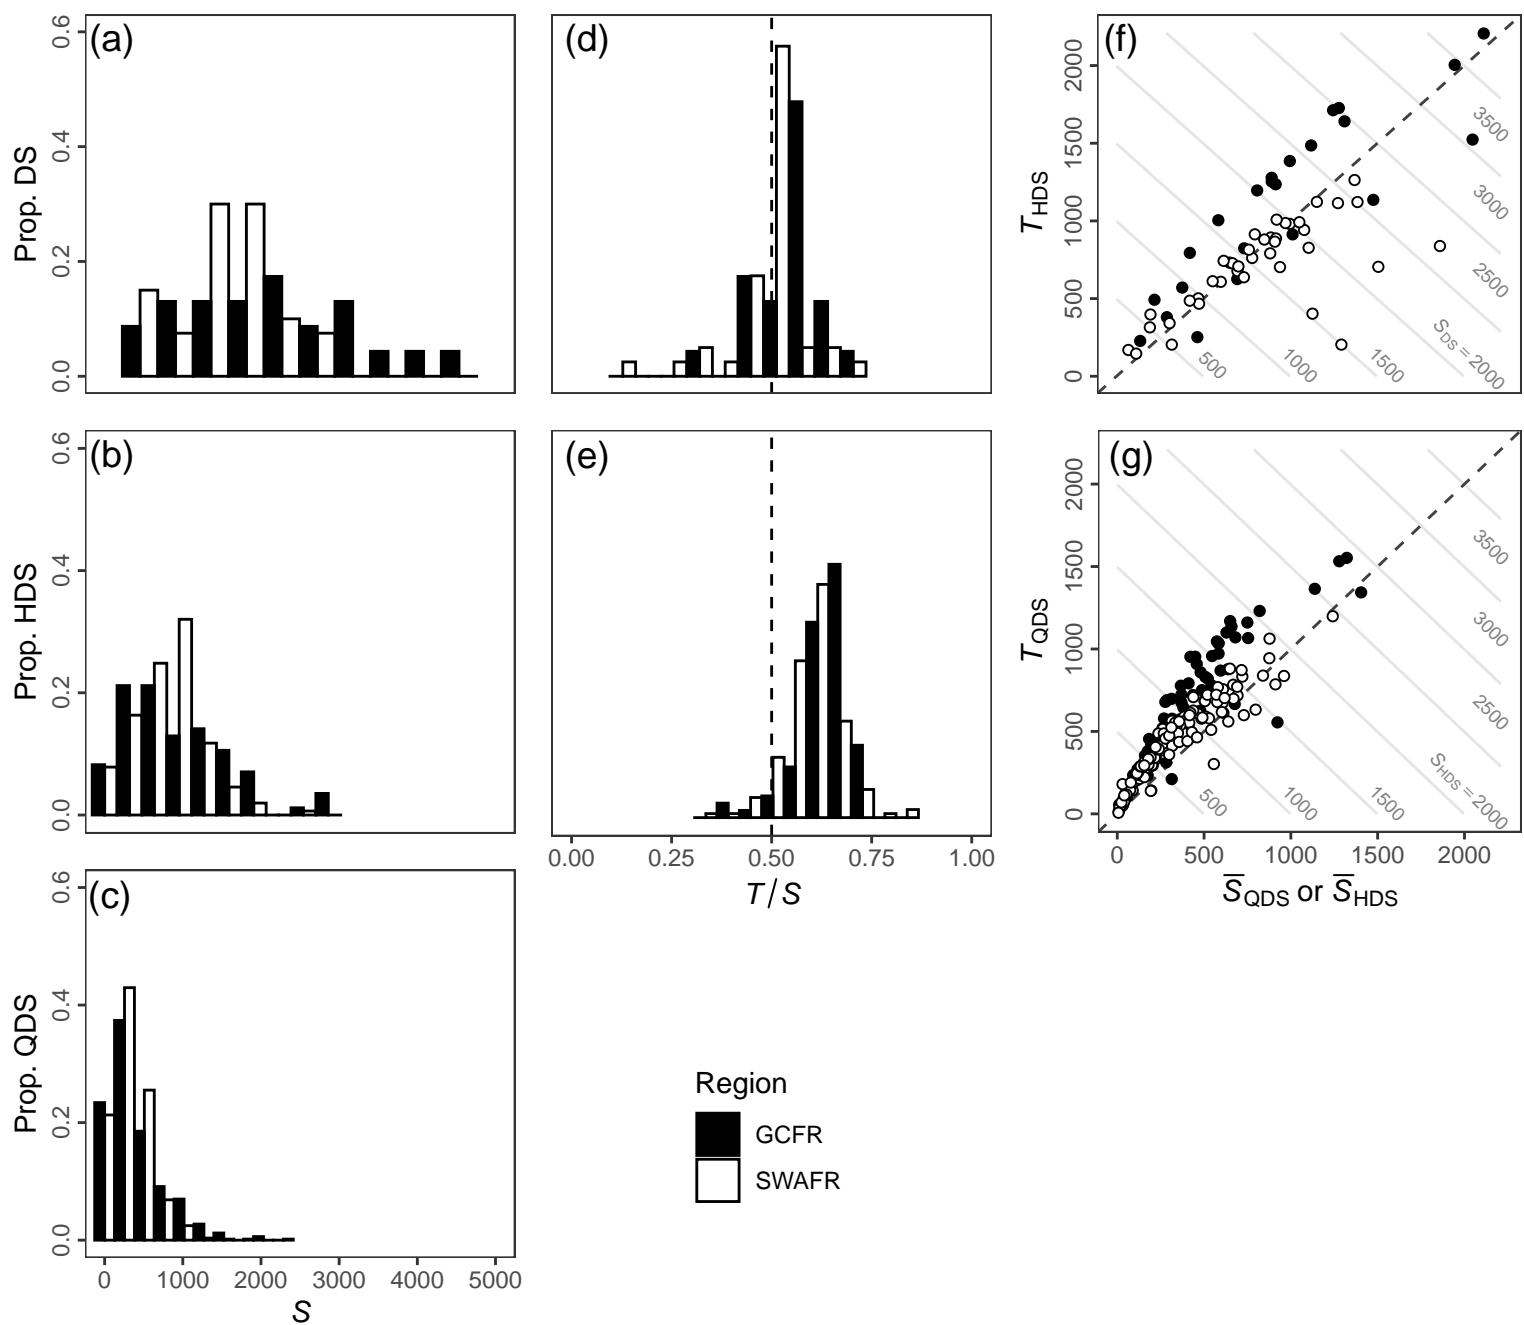 (a)
Prop. DS
0.6
0.4
0.2
0.0
(d)
(f)
T_HDS
2000
1500
1000
500
0
3500
3000
2500
S_DS = 2000
1500
1000
500
(b)
Prop. HDS
0.6
0.4
0.2
0.0
(e)
0.00 0.25 0.50 0.75 1.00
T/S
(g)
T_QDS
2000
1500
1000
500
0
3500
3000
2500
S_HDS = 2000
1500
1000
500
0 500 1000 1500 2000
S̅_QDS or S̅_HDS
(c)
Prop. QDS
0.6
0.4
0.2
0.0
0 1000 2000 3000 4000 5000
S
Region
GCFR
SWAFR